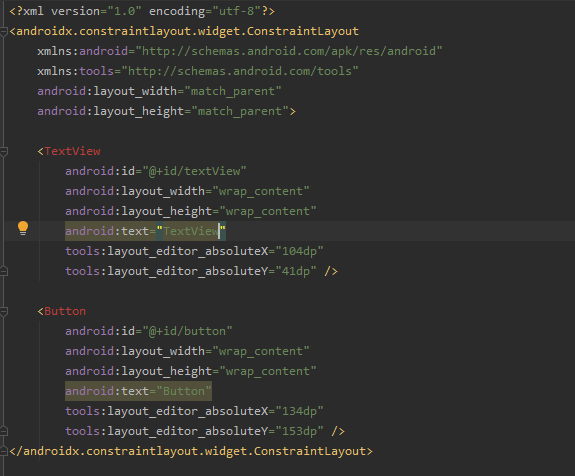 <?xml version="1.0" encoding="utf-8"?>
<androidx.constraintlayout.widget.ConstraintLayout
    xmlns:android="http://schemas.android.com/apk/res/android"
    xmlns:tools="http://schemas.android.com/tools"
    android:layout_width="match_parent"
    android:layout_height="match_parent">

    <TextView
        android:id="@+id/textView"
        android:layout_width="wrap_content"
        android:layout_height="wrap_content"
        android:text="TextView"
        tools:layout_editor_absoluteX="104dp"
        tools:layout_editor_absoluteY="41dp" />

    <Button
        android:id="@+id/button"
        android:layout_width="wrap_content"
        android:layout_height="wrap_content"
        android:text="Button"
        tools:layout_editor_absoluteX="134dp"
        tools:layout_editor_absoluteY="153dp" />
</androidx.constraintlayout.widget.ConstraintLayout>